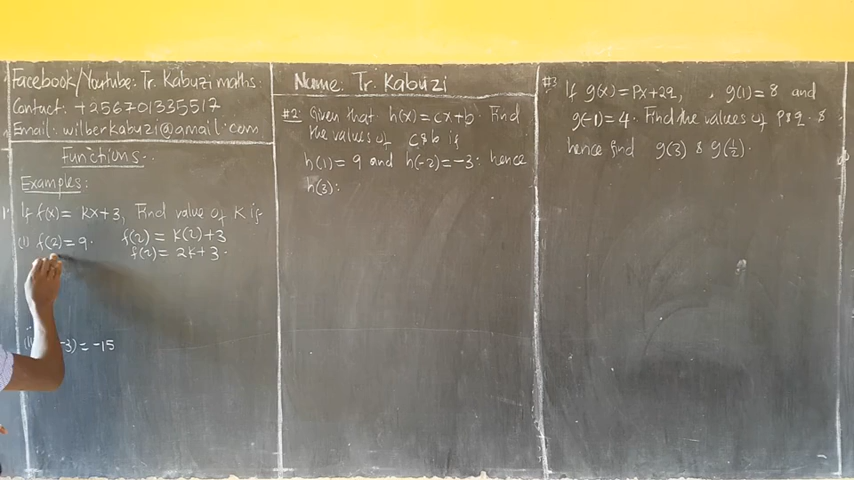 Facebook/Youtube: Tr. Kabuzi maths.
Contact: +256701335517
Email: wilberkabuzi@gmail.com
Functions.
Examples:
1. If f(x) = kx+3, Find value of k if
(i) f(2) = 9. f(2) = k(2)+3
f(2) = 2k+3.
-3) = -15
Name: Tr. Kabuzi
#2: Given that h(x) = cx+b. Find
the values of c&b if
h(1) = 9 and h(-2) = -3: hence
h(3):
#3 If g(x) = Px+2q, , g(1) = 8 and
g(-1) = 4. Find the values of P&q. &
hence find g(3) & g(1/2).